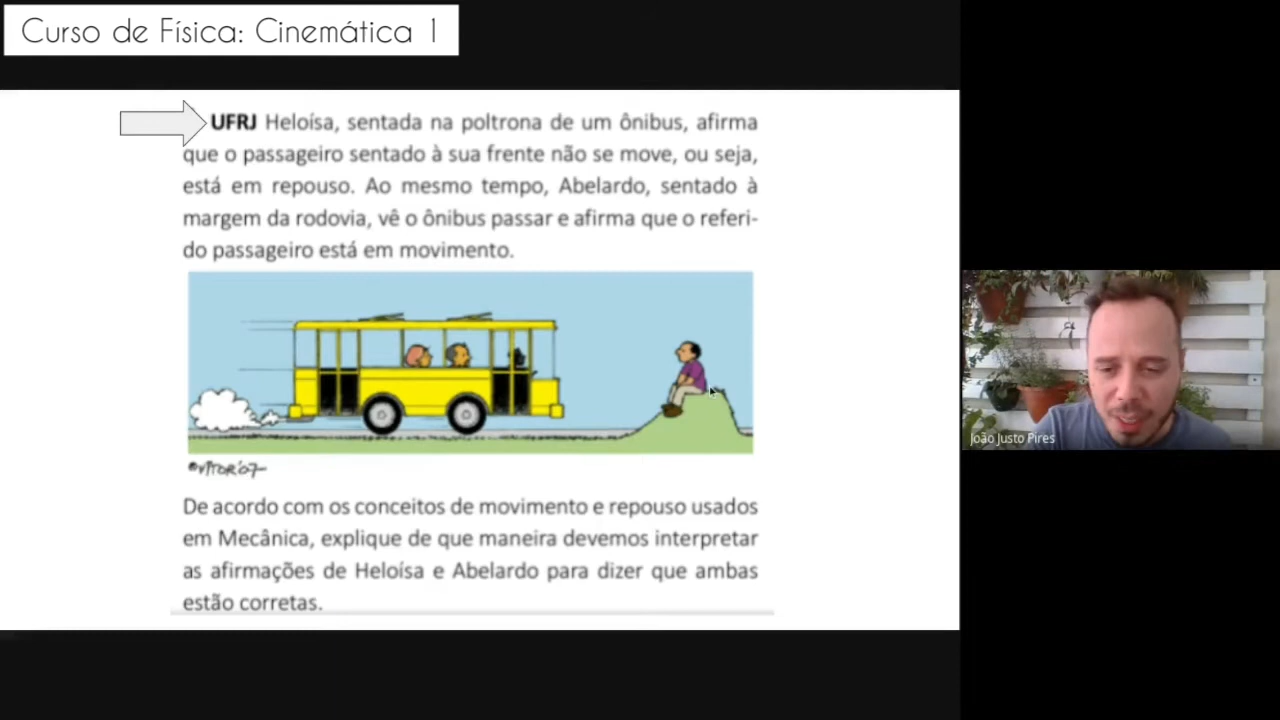 Curso de Física: Cinemática 1
UFRJ Heloísa, sentada na poltrona de um ônibus, afirma
que o passageiro sentado à sua frente não se move, ou seja,
está em repouso. Ao mesmo tempo, Abelardo, sentado à
margem da rodovia, vê o ônibus passar e afirma que o referi-
do passageiro está em movimento.
©VITOR'07
De acordo com os conceitos de movimento e repouso usados
em Mecânica, explique de que maneira devemos interpretar
as afirmações de Heloísa e Abelardo para dizer que ambas
estão corretas.
João Justo Pires